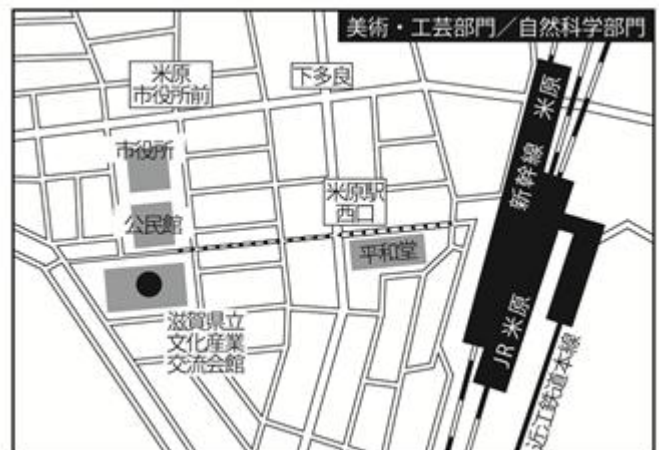 美術・工芸部門／自然科学部門
米原
市役所前
下多良
市役所
公民館
米原駅
西口
平和堂
新幹線 米原
JR 米原
滋賀県立
文化産業
交流会館
近江鉄道本線